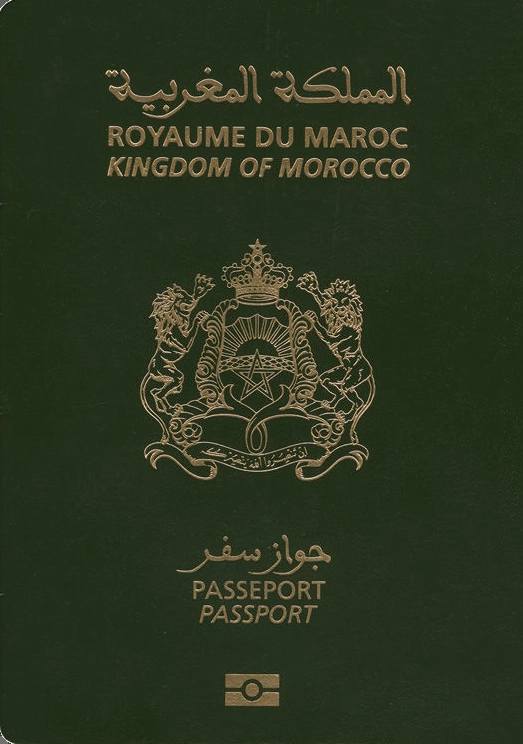 المملكة المغربية
ROYAUME DU MAROC
KINGDOM OF MOROCCO
إن تنصروا الله ينصركم
جواز سفر
PASSEPORT
PASSPORT